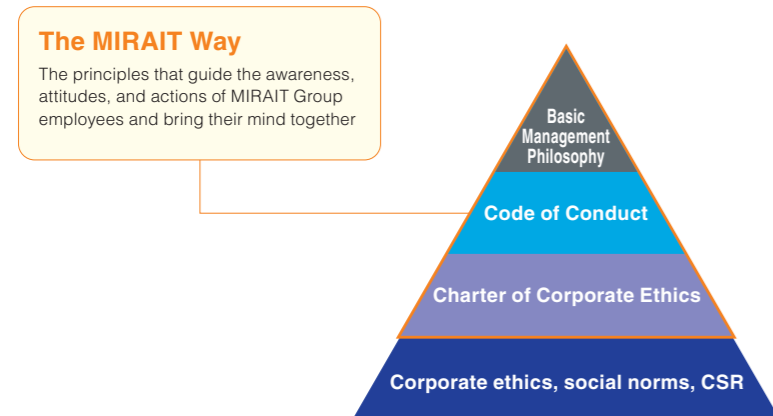 The MIRAIT Way
The principles that guide the awareness,
attitudes, and actions of MIRAIT Group
employees and bring their mind together
Basic
Management
Philosophy
Code of Conduct
Charter of Corporate Ethics
Corporate ethics, social norms, CSR